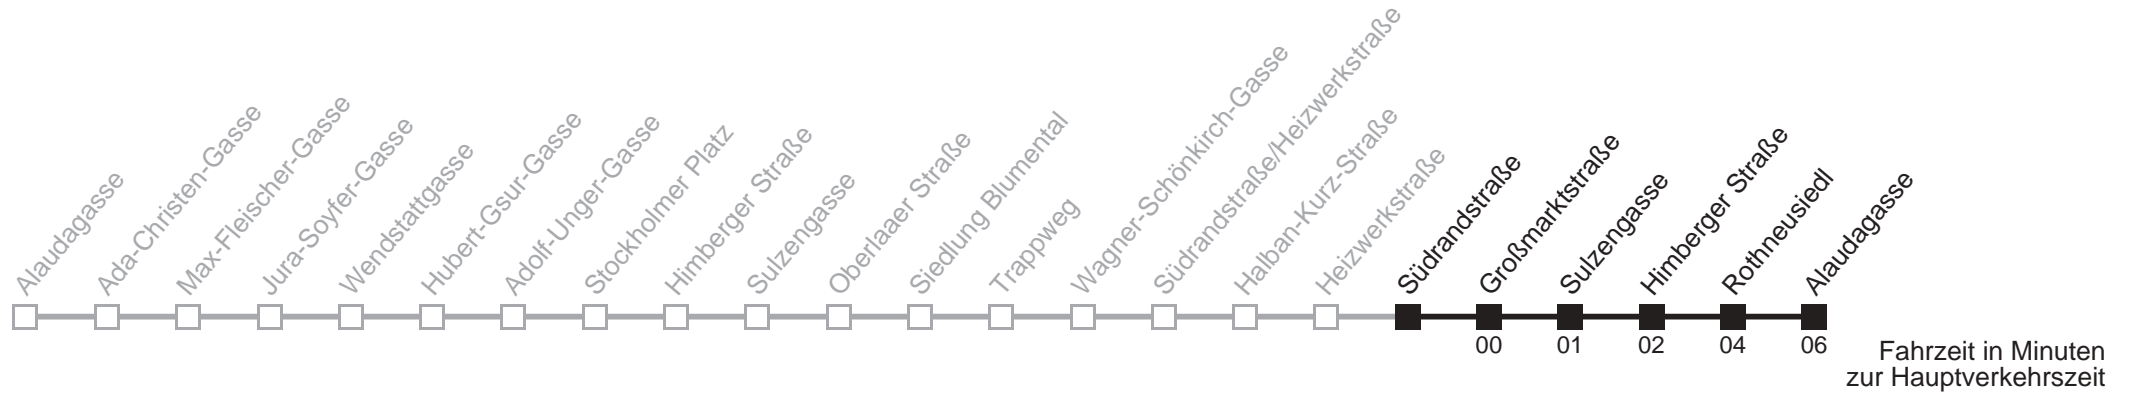 Alaudagasse
Ada-Christen-Gasse
Max-Fleischer-Gasse
Jura-Soyfer-Gasse
Wendstattgasse
Hubert-Gsur-Gasse
Adolf-Unger-Gasse
Stockholmer Platz
Himberger Straße
Sulzengasse
Oberlaaer Straße
Siedlung Blumental
Trappweg
Wagner-Schönkirch-Gasse
Südrandstraße/Heizwerkstraße
Halban-Kurz-Straße
Heizwerkstraße
Südrandstraße
Großmarktstraße
Sulzengasse
Himberger Straße
Rothneusiedl
Alaudagasse
00 01 02 04 06
Fahrzeit in Minuten
zur Hauptverkehrszeit